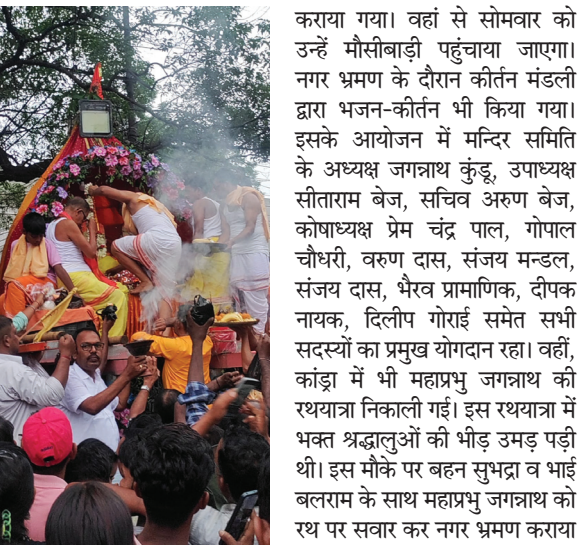 कराया गया। वहां से सोमवार को
उन्हें मौसीबाड़ी पहुंचाया जाएगा।
नगर भ्रमण के दौरान कीर्तन मंडली
द्वारा भजन-कीर्तन भी किया गया।
इसके आयोजन में मन्दिर समिति
के अध्यक्ष जगन्नाथ कुंडू, उपाध्यक्ष
सीताराम बेज, सचिव अरुण बेज,
कोषाध्यक्ष प्रेम चंद्र पाल, गोपाल
चौधरी, वरुण दास, संजय मन्डल,
संजय दास, भैरव प्रामाणिक, दीपक
नायक, दिलीप गोराई समेत सभी
सदस्यों का प्रमुख योगदान रहा। वहीं,
कांड्रा में भी महाप्रभु जगन्नाथ की
रथयात्रा निकाली गई। इस रथयात्रा में
भक्त श्रद्धालुओं की भीड़ उमड़ पड़ी
थी। इस मौके पर बहन सुभद्रा व भाई
बलराम के साथ महाप्रभु जगन्नाथ को
रथ पर सवार कर नगर भ्रमण कराया